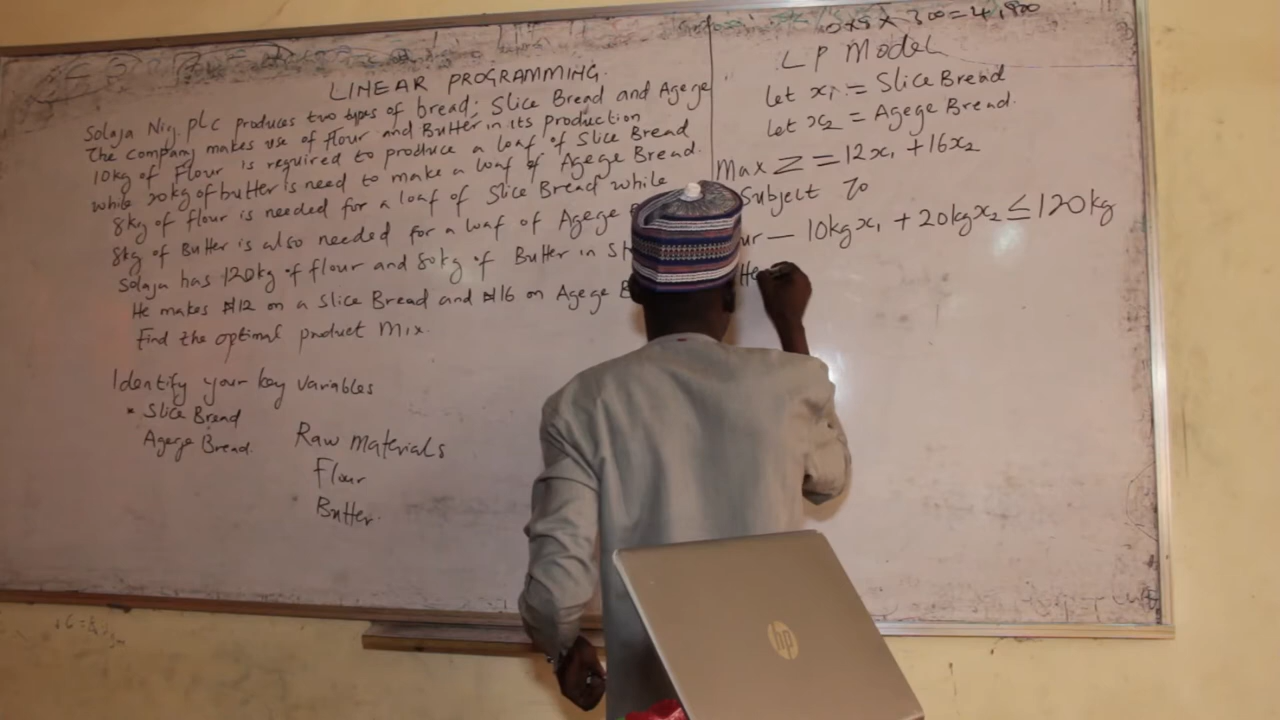 LINEAR PROGRAMMING.
Solaja Nig. PLC produces two types of bread; Slice Bread and Agege
The company makes use of flour and Butter in its production
10kg of Flour is required to produce a loaf of Slice Bread
while 20kg of butter is need to make a loaf of Agege Bread.
8kg of flour is needed for a loaf of Slice Bread while
8kg of Butter is also needed for a loaf of Agege
Solaja has 120kg of flour and 80kg of Butter in
He makes ₦12 on a Slice Bread and ₦16 on Agege
Find the optimal product Mix.
Identify your key variables
* Slice Bread
Agege Bread.
Raw materials
Flour
Butter.
300 = 4,800
LP Model
Let x₁ = Slice Bread
Let x₂ = Agege Bread.
Max Z = 12x₁ + 16x₂
Subject To
— 10kgx₁ + 20kgx₂ ≤ 120kg
hp